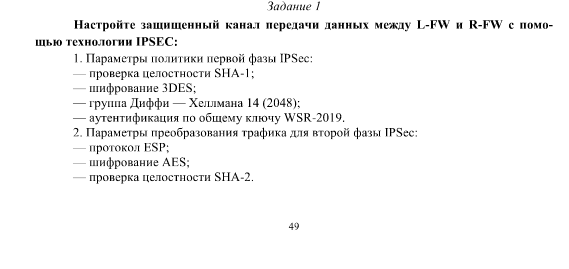 Задание 1
Настройте защищенный канал передачи данных между L-FW и R-FW с помо-
щью технологии IPSEC:
1. Параметры политики первой фазы IPSec:
— проверка целостности SHA-1;
— шифрование 3DES;
— группа Диффи — Хеллмана 14 (2048);
— аутентификация по общему ключу WSR-2019.
2. Параметры преобразования трафика для второй фазы IPSec:
— протокол ESP;
— шифрование AES;
— проверка целостности SHA-2.
49